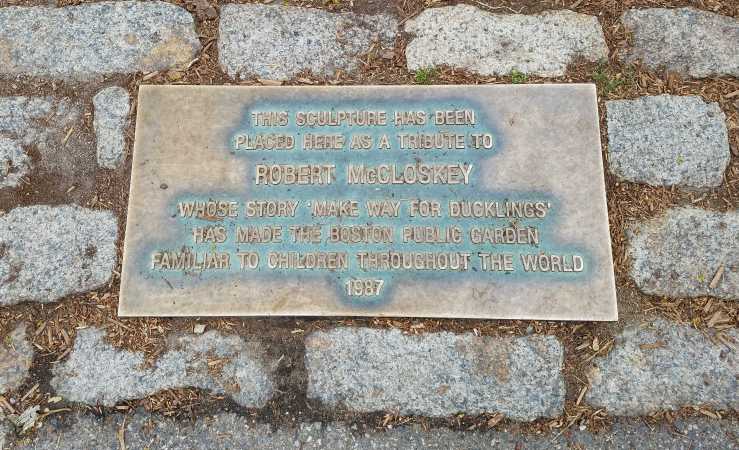 THIS SCULPTURE HAS BEEN
PLACED HERE AS A TRIBUTE TO
ROBERT McCLOSKEY
WHOSE STORY 'MAKE WAY FOR DUCKLINGS'
HAS MADE THE BOSTON PUBLIC GARDEN
FAMILIAR TO CHILDREN THROUGHOUT THE WORLD
1987